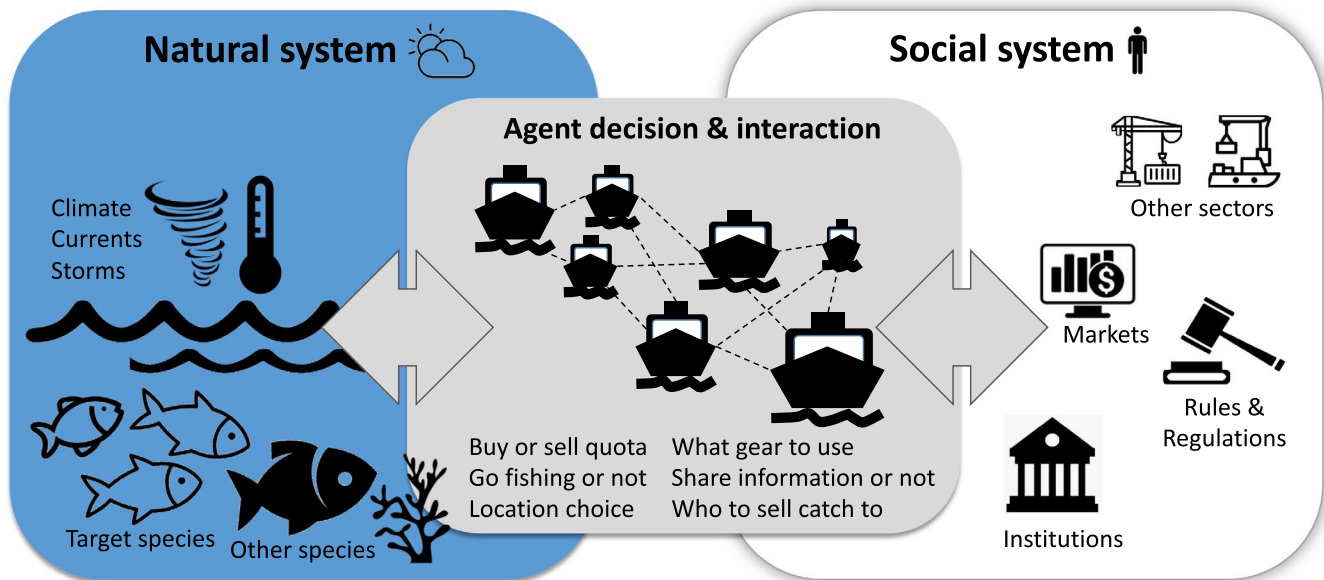 Natural system
Social system
Agent decision & interaction
Climate
Currents
Storms
Target species
Other species
Buy or sell quota
Go fishing or not
Location choice
What gear to use
Share information or not
Who to sell catch to
Other sectors
$
Markets
Rules &
Regulations
Institutions